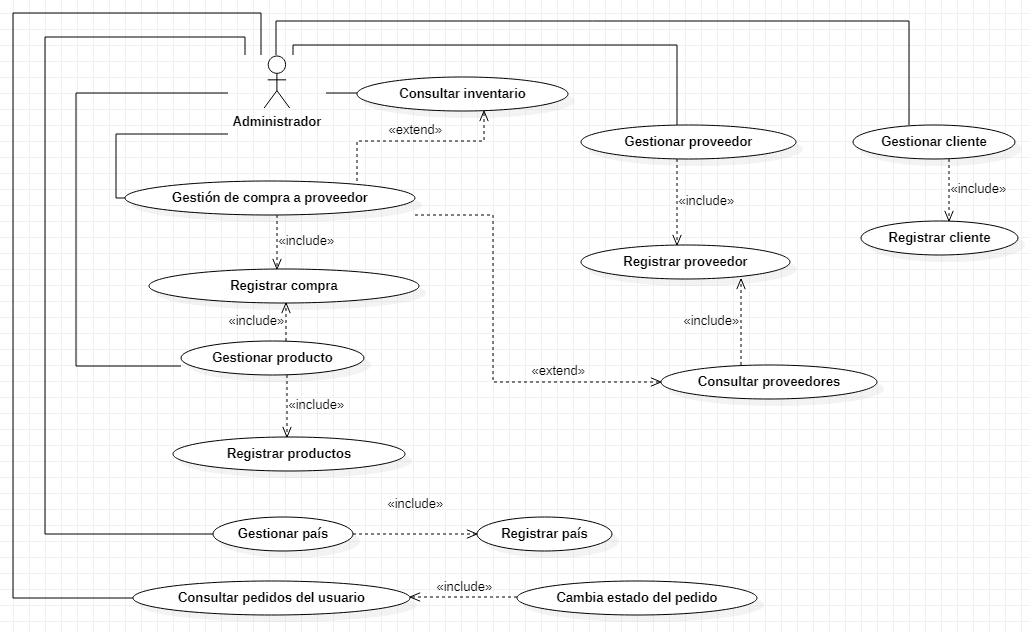 Consultar inventario
Administrador
«extend»
Gestionar proveedor
Gestionar cliente
Gestión de compra a proveedor
«include»
«include»
«include»
Registrar cliente
Registrar proveedor
Registrar compra
«include»
«include»
Gestionar producto
«extend»
Consultar proveedores
«include»
Registrar productos
«include»
Gestionar país
Registrar país
«include»
Consultar pedidos del usuario
Cambia estado del pedido